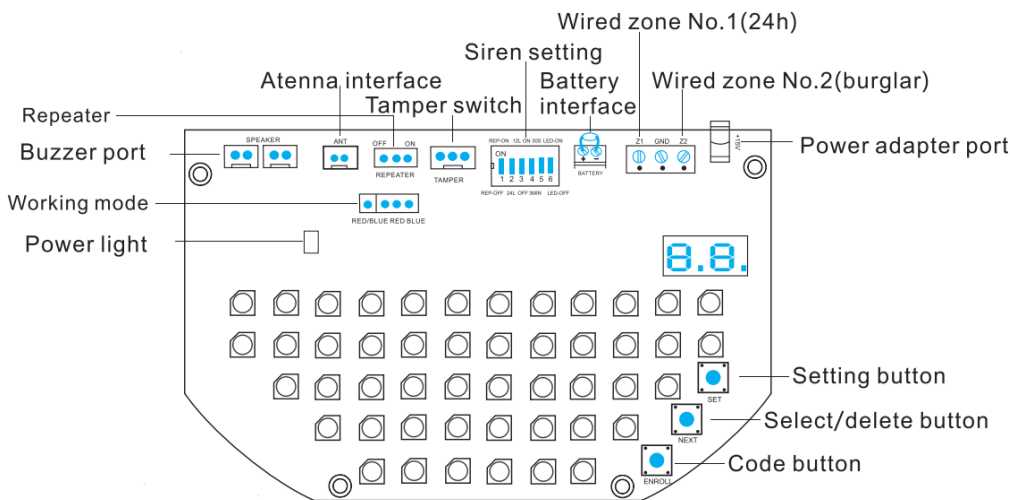 Wired zone No.1(24h)
Siren setting
Atenna interface
Battery
interface
Wired zone No.2(burglar)
Tamper switch
Repeater
Buzzer port
SPEAKER
ANT
OFF ON
REPEATER
TAMPER
REP-ON 12L ON 30S LED-ON
ON
1 2 3 4 5 6
REP-OFF 24L OFF 3MIN LED-OFF
+ -
BATTERY
Z1 GND Z2
+15V
Power adapter port
Working mode
RED/BLUE RED BLUE
Power light
8.8.
Setting button
SET
Select/delete button
NEXT
Code button
ENROLL